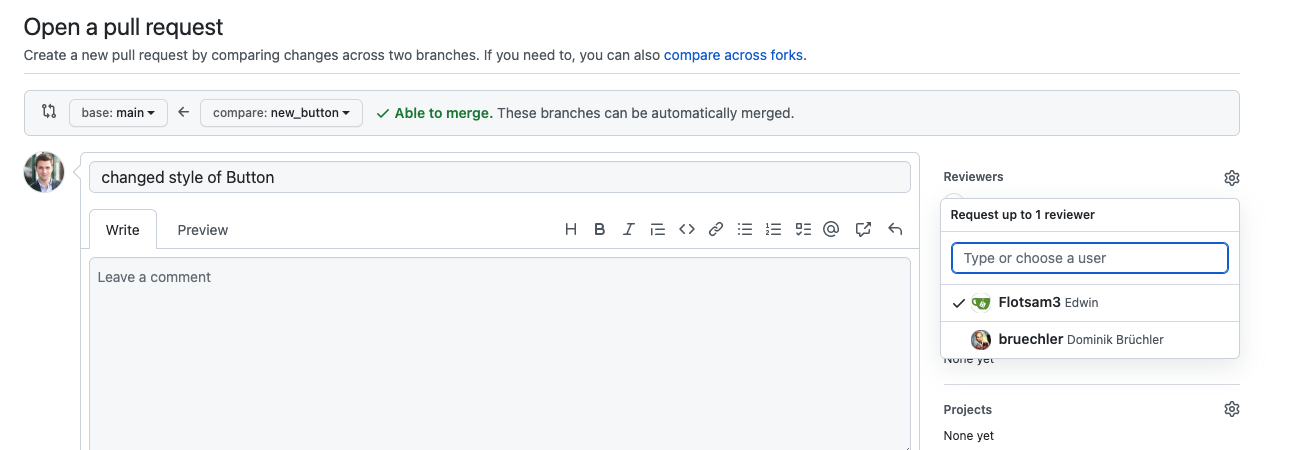 Open a pull request
Create a new pull request by comparing changes across two branches. If you need to, you can also compare across forks.
base: main
compare: new_button
Able to merge. These branches can be automatically merged.
changed style of Button
Write
Preview
H B I
Leave a comment
Reviewers
Request up to 1 reviewer
Type or choose a user
Flotsam3 Edwin
bruechler Dominik Brüchler
None yet
Projects
None yet